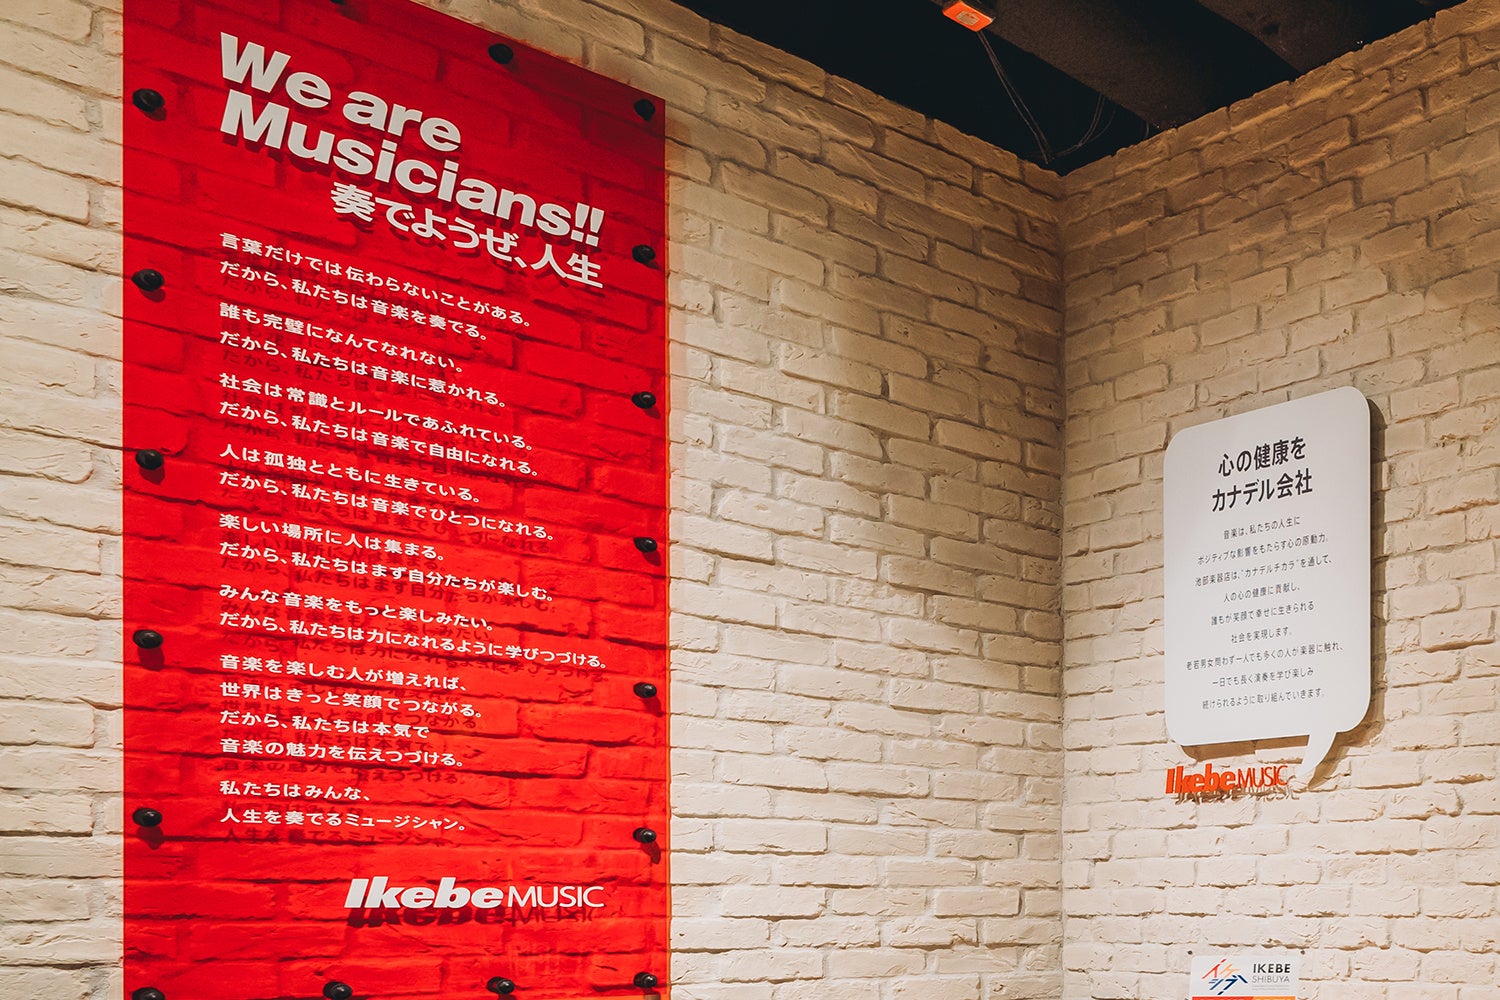 We are
Musicians!!
奏でようぜ、人生
言葉だけでは伝わらないことがある。
だから、私たちは音楽を奏でる。
誰も完璧になんてなれない。
だから、私たちは音楽に惹かれる。
社会は常識とルールであふれている。
だから、私たちは音楽で自由になれる。
人は孤独とともに生きている。
だから、私たちは音楽でひとつになれる。
楽しい場所に人は集まる。
だから、私たちはまず自分たちが楽しむ。
みんな音楽をもっと楽しみたい。
だから、私たちは力になれるように学びつづける。
音楽を楽しむ人が増えれば、
世界はきっと笑顔でつながる。
だから、私たちは本気で
音楽の魅力を伝えつづける。
私たちはみんな、
人生を奏でるミュージシャン。
Ikebe MUSIC
心の健康を
カナデル会社
音楽は、私たちの人生に
ポジティブな影響をもたらす心の原動力。
池部楽器店は、“カナデルチカラ”を通して、
人の心の健康に貢献し、
誰もが笑顔で幸せに生きられる
社会を実現します。
老若男女問わず一人でも多くの人が楽器に触れ、
一日でも長く演奏を学び楽しみ
続けられるように取り組んでいきます。
Ikebe MUSIC
イケシブ
IKEBE
SHIBUYA